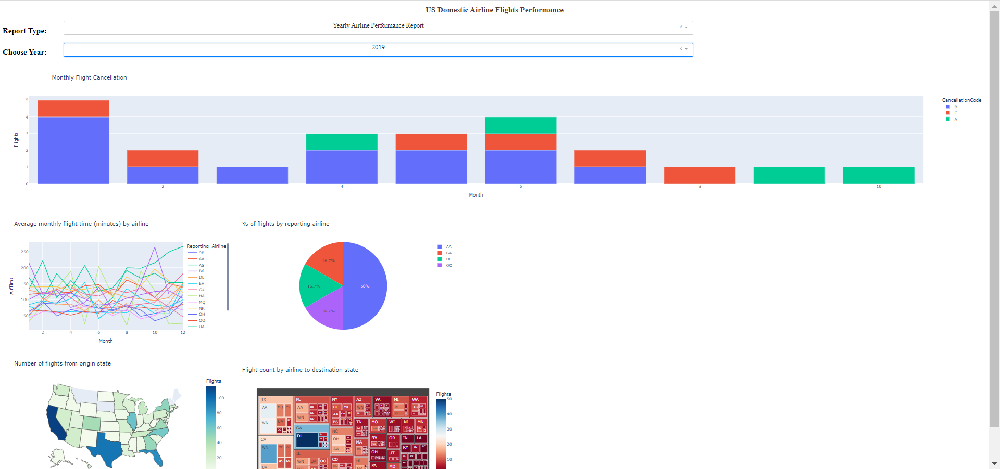 US Domestic Airline Flights Performance
Report Type:
Yearly Airline Performance Report
Choose Year:
2019
Monthly Flight Cancellation
Flights
5
4
3
2
1
0
2
4
6
8
10
Month
CancellationCode
B
C
A
Average monthly flight time (minutes) by airline
AirTime
250
200
150
100
50
2
4
6
8
10
12
Month
Reporting_Airline
9E
AA
AS
B6
DL
EV
G4
HA
MQ
NK
OH
OO
UA
% of flights by reporting airline
16.7%
16.7%
50%
16.7%
AA
G4
DL
OO
Number of flights from origin state
Flights
100
80
60
40
20
Flight count by airline to destination state
TX
AA
MQ
YV
WN
UA
OO
CA
WN
OO
AA
AS
DL
UA
FL
AA
B6
WN
DL
NK
GA
DL
IL
WN
UA
OO
NY
DL
YX
AA
OO
B6
NC
OH
AA
CO
AZ
WN
TN
MA
HI
VA
MO
NV
OH
PA
MI
DL
WI
OR
UT
MD
WA
AS
NJ
MN
IN
LA
KY
ID
SC
Flights
50
40
30
20
10